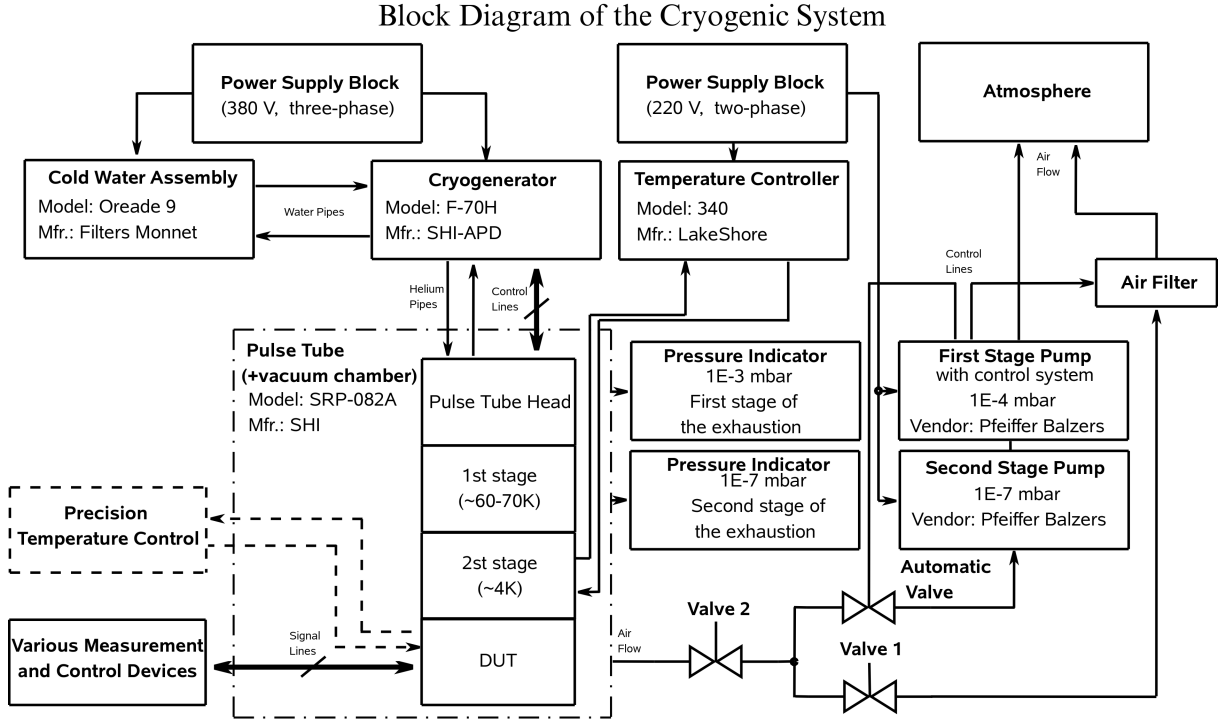 Block Diagram of the Cryogenic System
Power Supply Block
(380 V, three-phase)
Power Supply Block
(220 V, two-phase)
Atmosphere
Air
Flow
Cold Water Assembly
Model: Oreade 9
Mfr.: Filters Monnet
Water Pipes
Cryogenerator
Model: F-70H
Mfr.: SHI-APD
Temperature Controller
Model: 340
Mfr.: LakeShore
Control
Lines
Air Filter
Helium
Pipes
Control
Lines
Pulse Tube
(+vacuum chamber)
Model: SRP-082A
Mfr.: SHI
Pulse Tube Head
1st stage
(~60-70K)
2st stage
(~4K)
DUT
Pressure Indicator
1E-3 mbar
First stage of
the exhaustion
Pressure Indicator
1E-7 mbar
Second stage of
the exhaustion
First Stage Pump
with control system
1E-4 mbar
Vendor: Pfeiffer Balzers
Second Stage Pump
1E-7 mbar
Vendor: Pfeiffer Balzers
Precision
Temperature Control
Various Measurement
and Control Devices
Signal
Lines
Air
Flow
Valve 2
Automatic
Valve
Valve 1